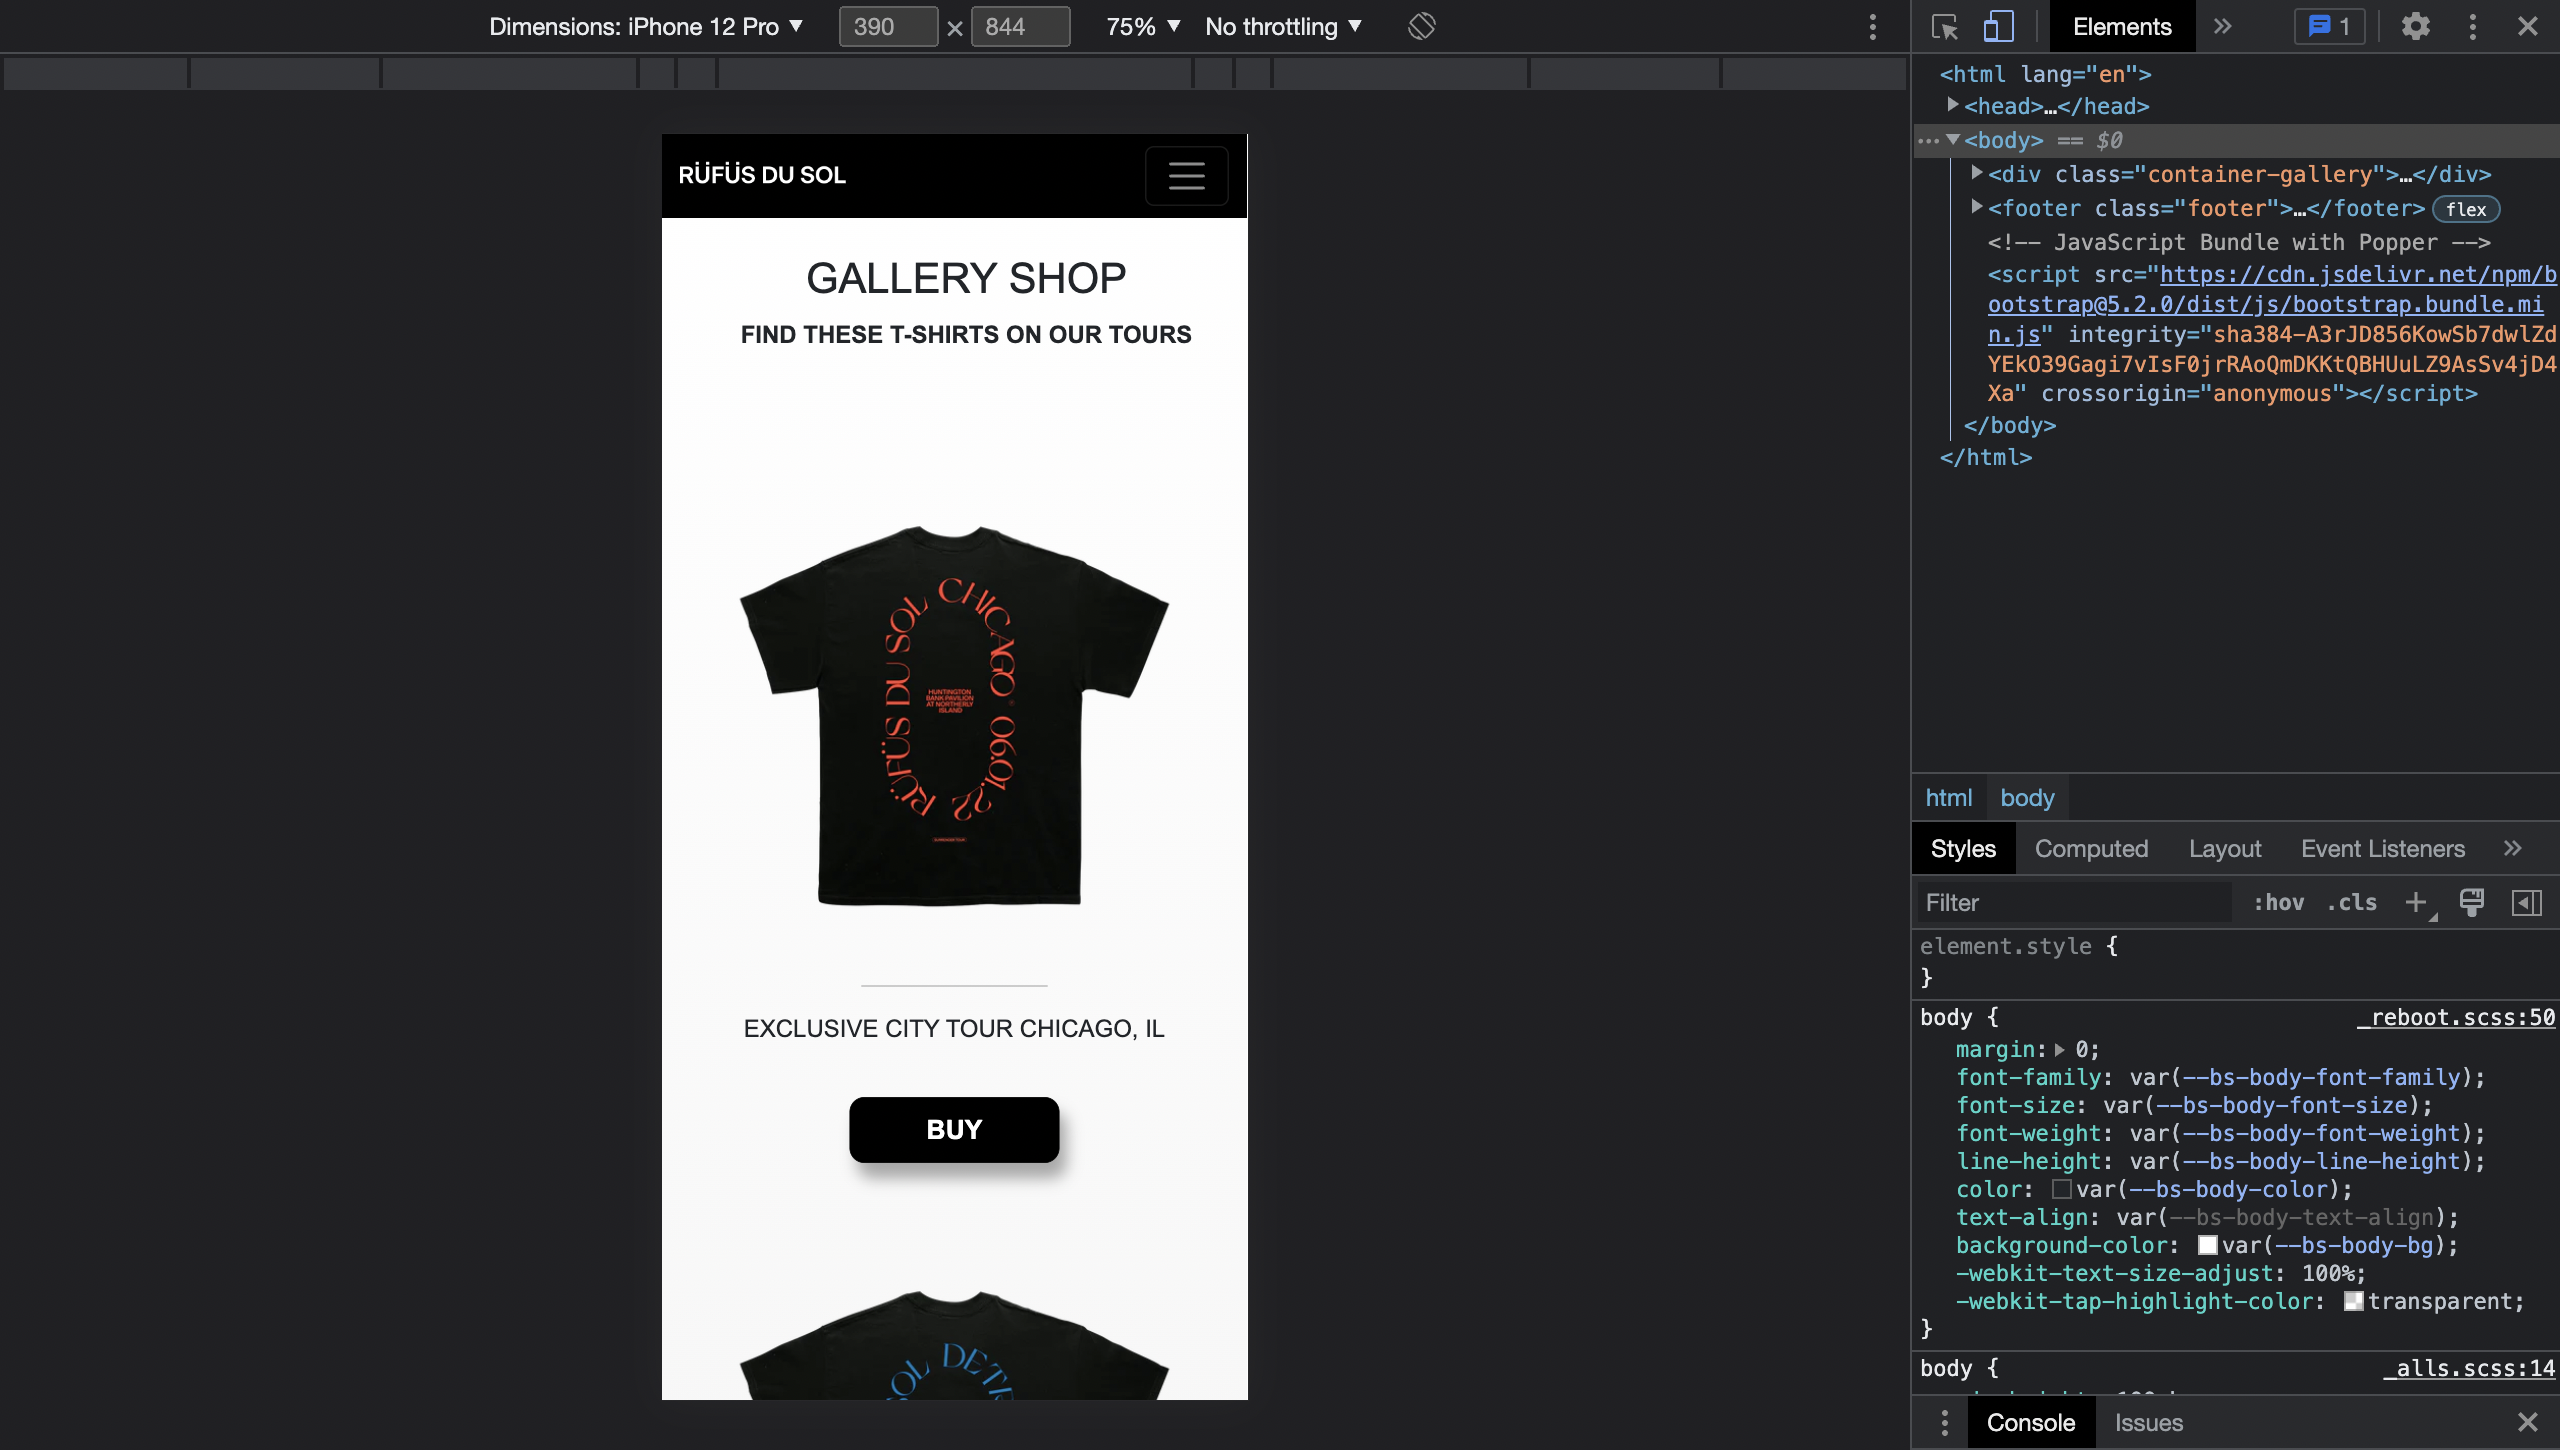 Dimensions: iPhone 12 Pro ▼ 390 × 844 75% ▼ No throttling ▼
RÜFÜS DU SOL
GALLERY SHOP
FIND THESE T-SHIRTS ON OUR TOURS
RÜFÜS DU SOL CHICAGO 06.01.22
HUNTINGTON
BANK PAVILION
AT NORTHERLY
ISLAND
EXCLUSIVE CITY TOUR CHICAGO, IL
BUY
SOL DETR
Elements 1
<html lang="en">
<head>…</head>
<body> == $0
<div class="container-gallery">…</div>
<footer class="footer">…</footer> flex
<!-- JavaScript Bundle with Popper -->
<script src="https://cdn.jsdelivr.net/npm/b
ootstrap@5.2.0/dist/js/bootstrap.bundle.mi
n.js" integrity="sha384-A3rJD856KowSb7dwlZd
YEkO39Gagi7vIsF0jrRAoQmDKKtQBHUuLZ9AsSv4jD4
Xa" crossorigin="anonymous"></script>
</body>
</html>
html body
Styles Computed Layout Event Listeners
Filter :hov .cls
element.style {
}
body { _reboot.scss:50
margin: 0;
font-family: var(--bs-body-font-family);
font-size: var(--bs-body-font-size);
font-weight: var(--bs-body-font-weight);
line-height: var(--bs-body-line-height);
color: var(--bs-body-color);
text-align: var(--bs-body-text-align);
background-color: var(--bs-body-bg);
-webkit-text-size-adjust: 100%;
-webkit-tap-highlight-color: transparent;
}
body { _alls.scss:14
Console Issues